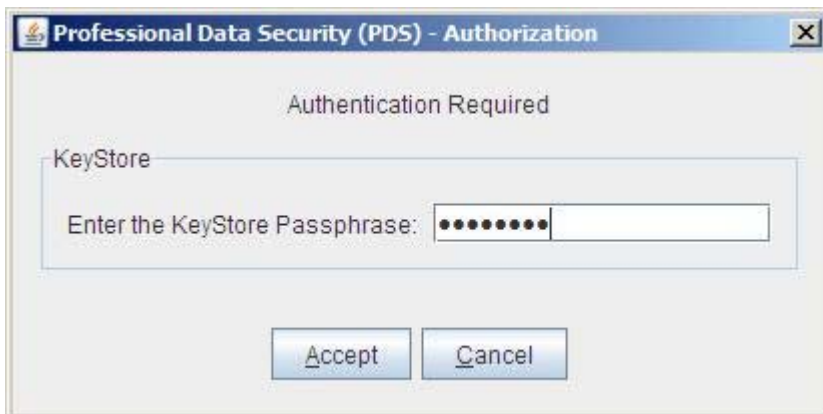 Professional Data Security (PDS) - Authorization
Authentication Required
KeyStore
Enter the KeyStore Passphrase: ••••••••
Accept Cancel